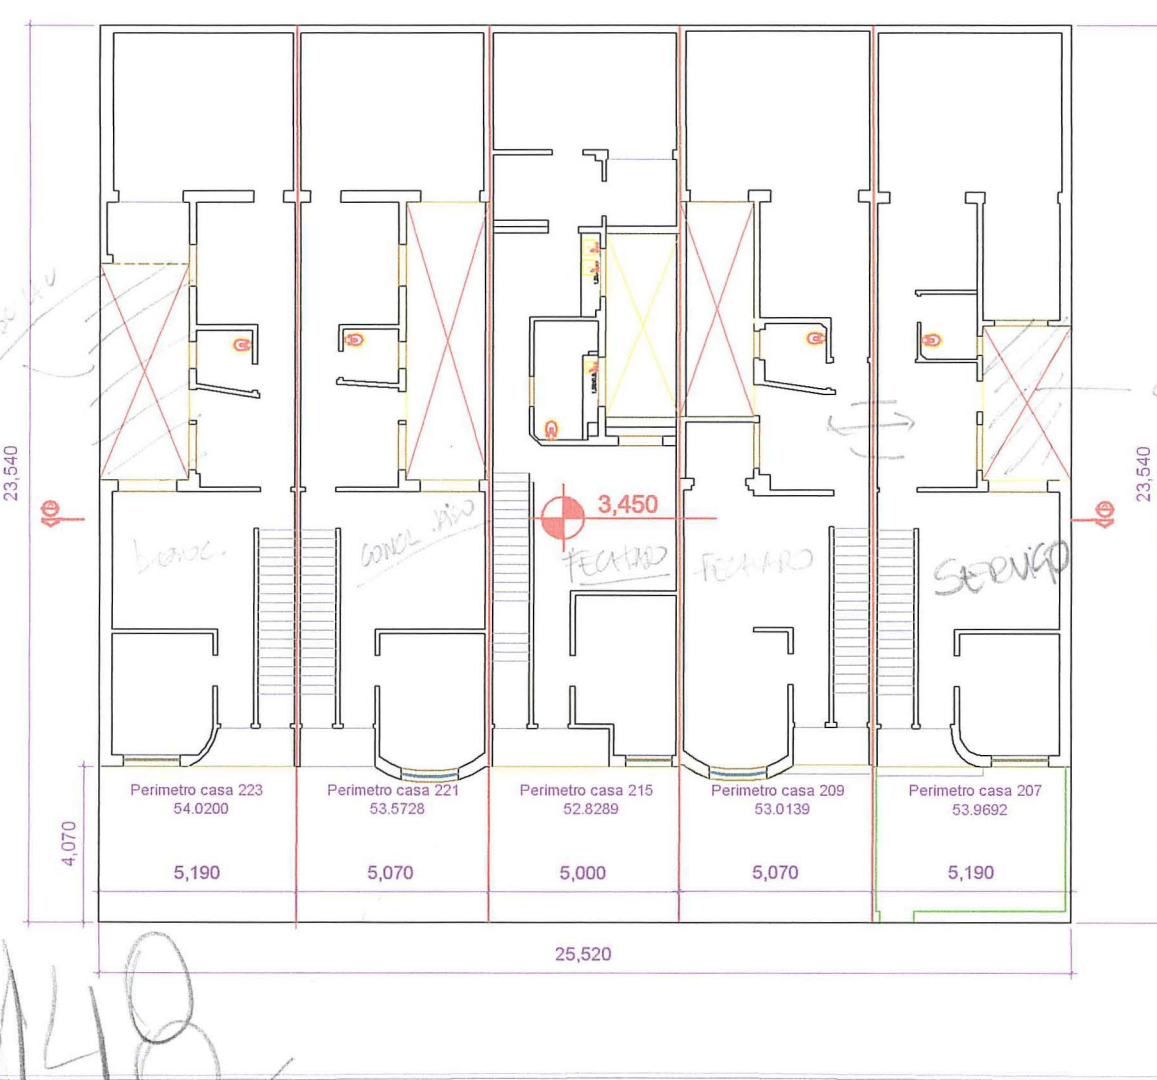 23,540
23,540
3,450
FECHADO
FECHADO
SERVIÇO
Perimetro casa 223
54.0200
Perimetro casa 221
53.5728
Perimetro casa 215
52.8289
Perimetro casa 209
53.0139
Perimetro casa 207
53.9692
4,070
5,190
5,070
5,000
5,070
5,190
25,520
148